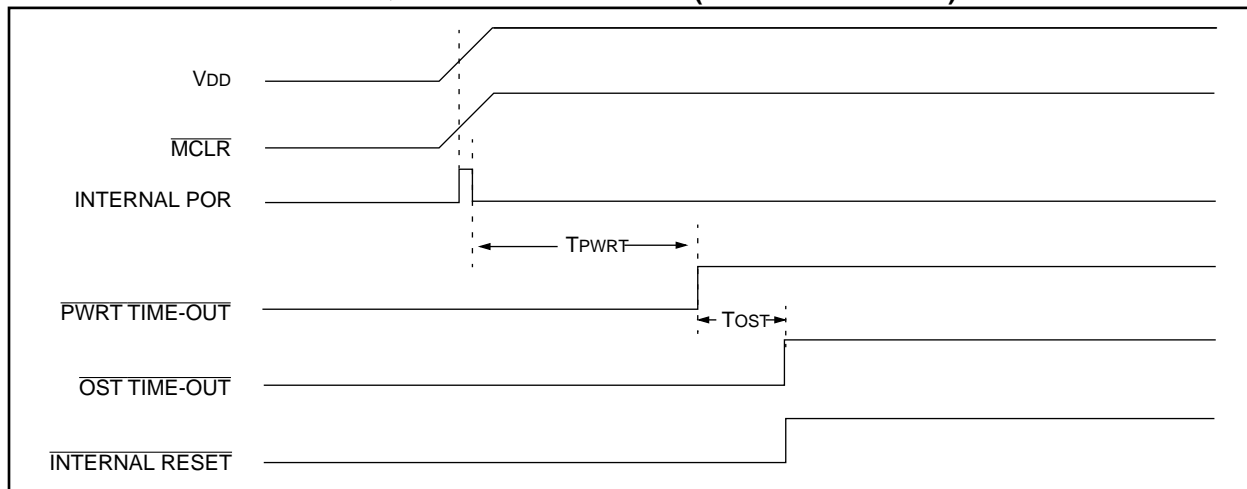 VDD
MCLR
INTERNAL POR
TPWRT
PWRT TIME-OUT
TOST
OST TIME-OUT
INTERNAL RESET